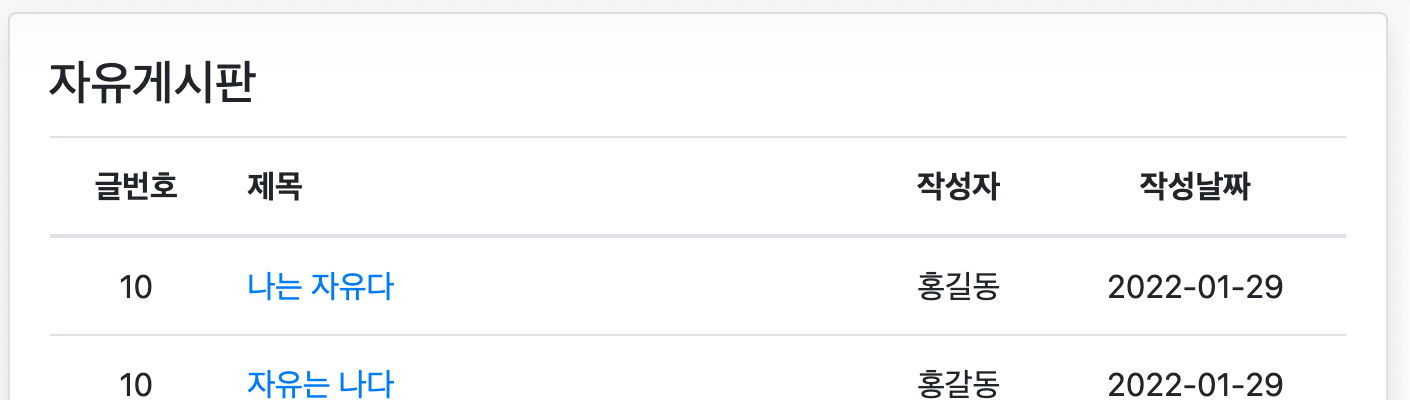 자유게시판
글번호 제목 작성자 작성날짜
10 나는 자유다 홍길동 2022-01-29
10 자유는 나다 홍갈동 2022-01-29